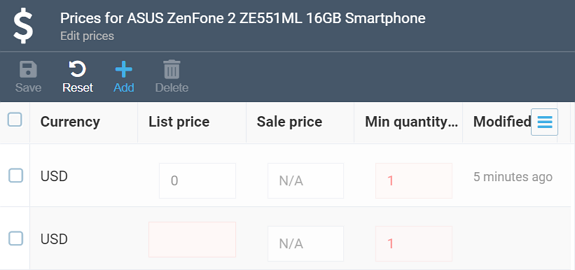 Prices for ASUS ZenFone 2 ZE551ML 16GB Smartphone
Edit prices
Save Reset Add Delete
Currency List price Sale price Min quantity... Modified
USD 0 N/A 1 5 minutes ago
USD N/A 1